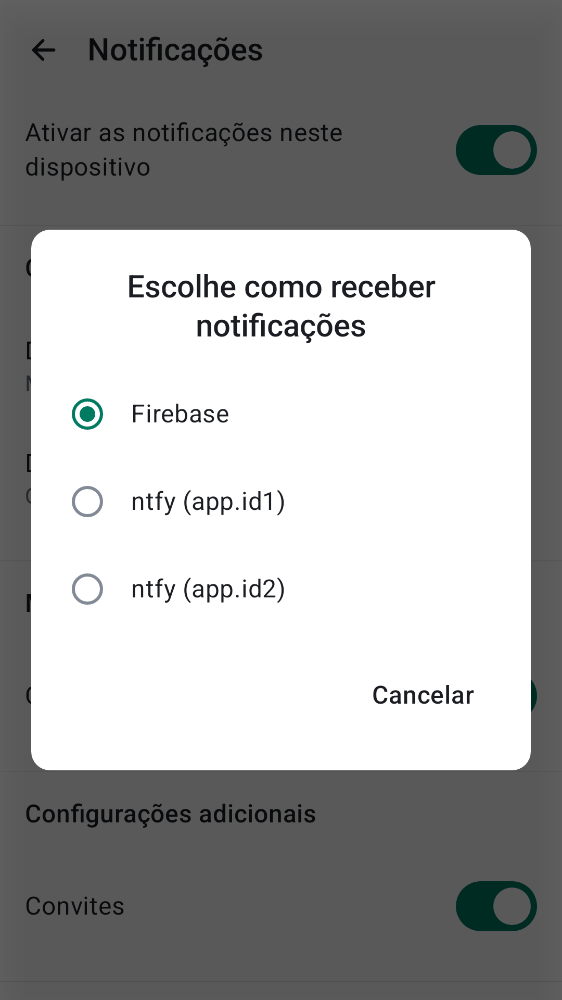 Notificações
Ativar as notificações neste
dispositivo
Escolhe como receber
notificações
Firebase
ntfy (app.id1)
ntfy (app.id2)
Cancelar
Configurações adicionais
Convites